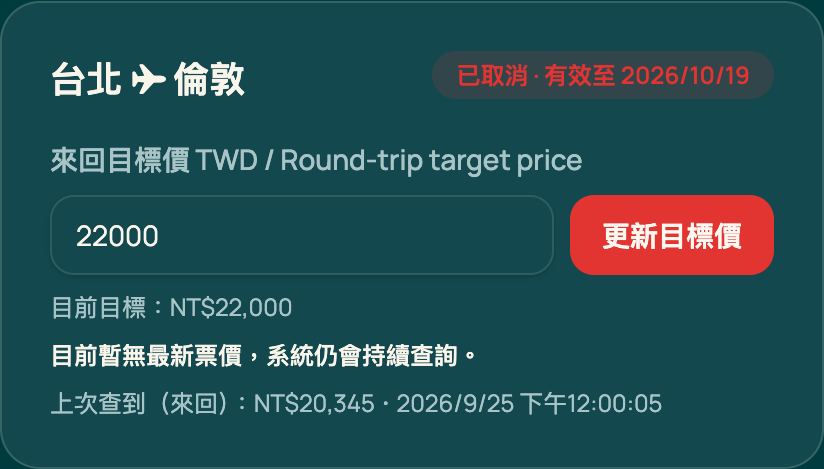 台北 ✈ 倫敦
已取消 · 有效至 2026/10/19
來回目標價 TWD / Round-trip target price
22000
更新目標價
目前目標：NT$22,000
目前暫無最新票價，系統仍會持續查詢。
上次查到（來回）：NT$20,345 · 2026/9/25 下午12:00:05